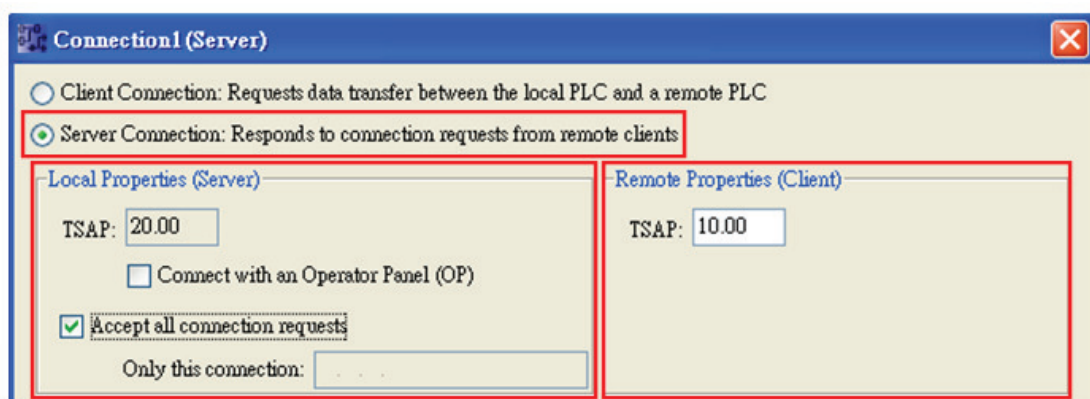 Connection1 (Server)
Client Connection: Requests data transfer between the local PLC and a remote PLC
Server Connection: Responds to connection requests from remote clients
Local Properties (Server)
TSAP: 20.00
Connect with an Operator Panel (OP)
Accept all connection requests
Only this connection: . . .
Remote Properties (Client)
TSAP: 10.00